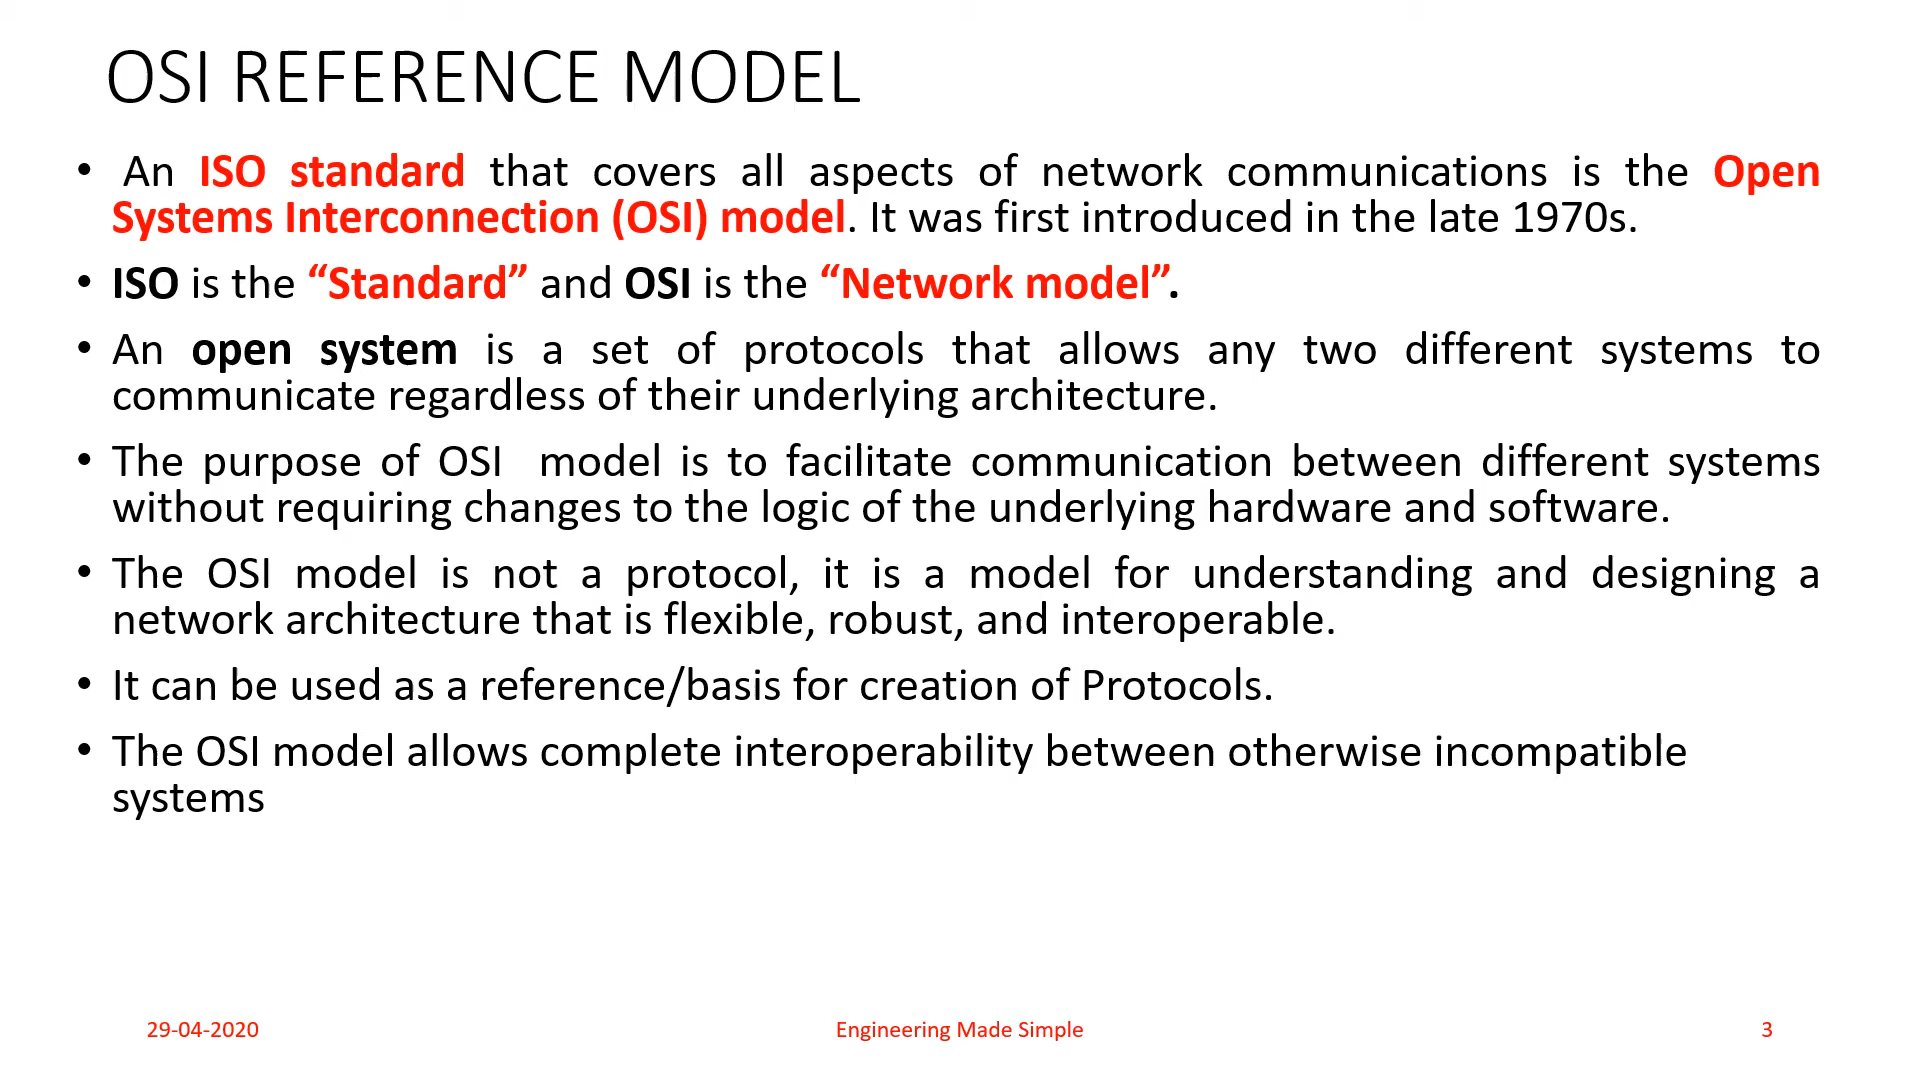 OSI REFERENCE MODEL
• An ISO standard that covers all aspects of network communications is the Open
Systems Interconnection (OSI) model. It was first introduced in the late 1970s.
• ISO is the “Standard” and OSI is the “Network model”.
• An open system is a set of protocols that allows any two different systems to
communicate regardless of their underlying architecture.
• The purpose of OSI model is to facilitate communication between different systems
without requiring changes to the logic of the underlying hardware and software.
• The OSI model is not a protocol, it is a model for understanding and designing a
network architecture that is flexible, robust, and interoperable.
• It can be used as a reference/basis for creation of Protocols.
• The OSI model allows complete interoperability between otherwise incompatible
systems
29-04-2020
Engineering Made Simple
3